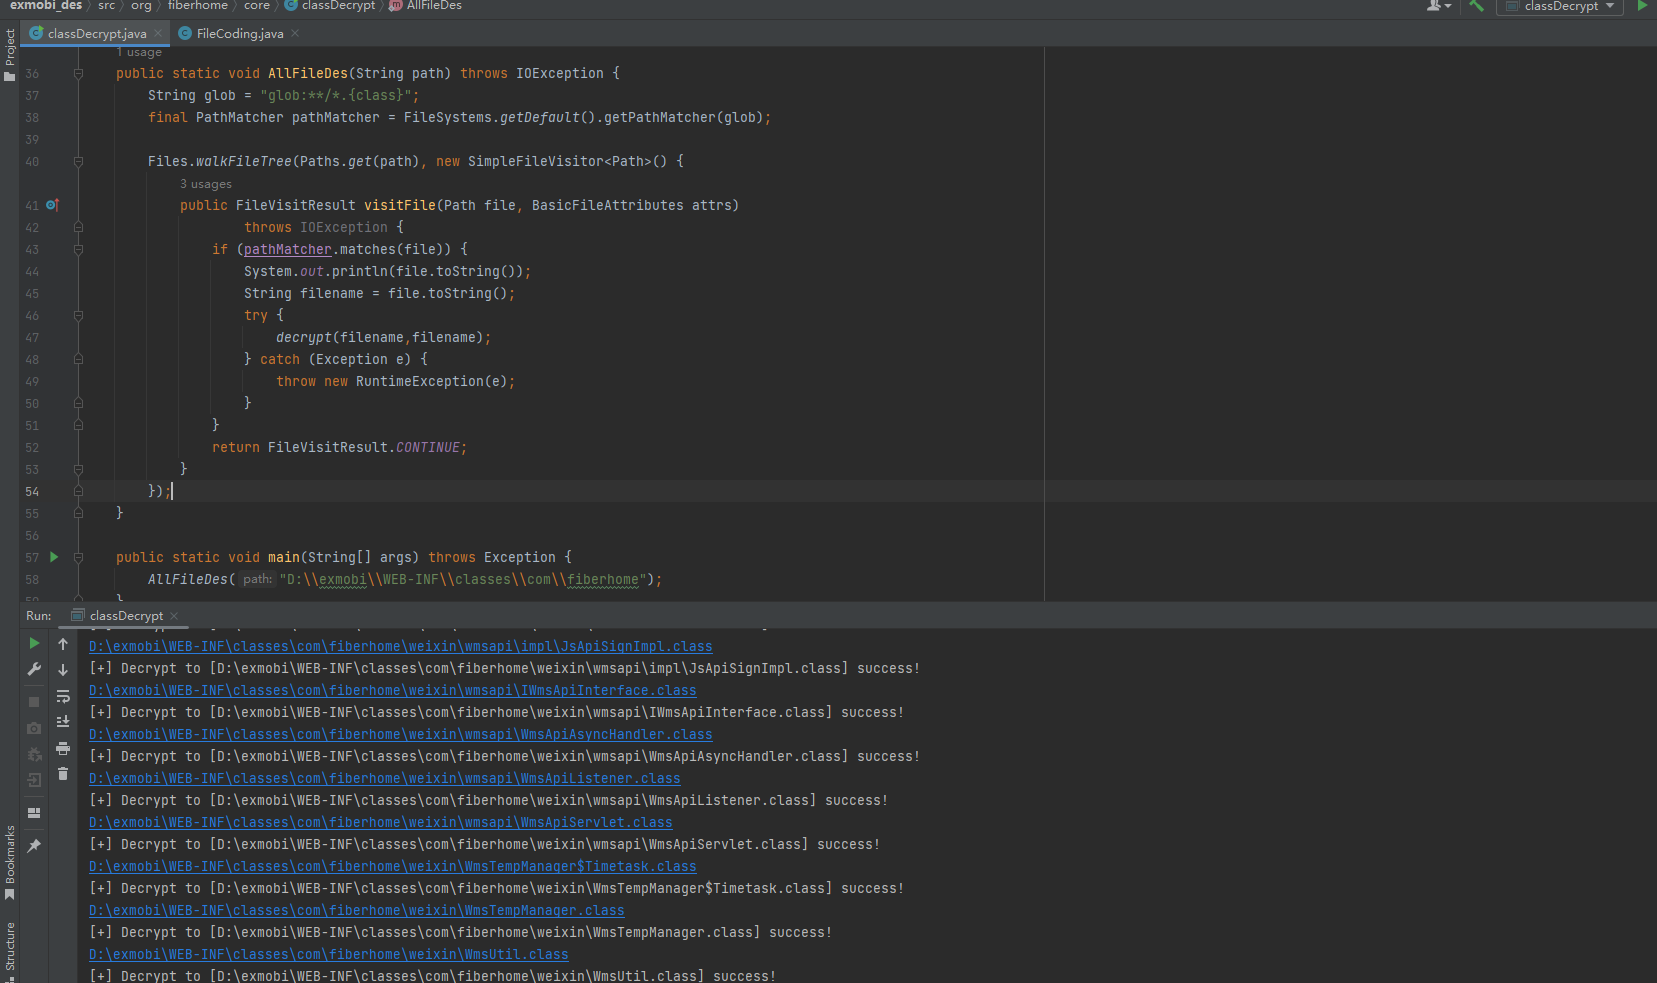 exmobi_des > src > org > fiberhome > core > classDecrypt > AllFileDes
classDecrypt
Project
classDecrypt.java
FileCoding.java
1 usage
36 public static void AllFileDes(String path) throws IOException {
37 String glob = "glob:**/*.{class}";
38 final PathMatcher pathMatcher = FileSystems.getDefault().getPathMatcher(glob);
39
40 Files.walkFileTree(Paths.get(path), new SimpleFileVisitor<Path>() {
3 usages
41 public FileVisitResult visitFile(Path file, BasicFileAttributes attrs)
42 throws IOException {
43 if (pathMatcher.matches(file)) {
44 System.out.println(file.toString());
45 String filename = file.toString();
46 try {
47 decrypt(filename,filename);
48 } catch (Exception e) {
49 throw new RuntimeException(e);
50 }
51 }
52 return FileVisitResult.CONTINUE;
53 }
54 });
55 }
56
57 public static void main(String[] args) throws Exception {
58 AllFileDes( path: "D:\\exmobi\\WEB-INF\\classes\\com\\fiberhome");
Run: classDecrypt
D:\exmobi\WEB-INF\classes\com\fiberhome\weixin\wmsapi\impl\JsApiSignImpl.class
[+] Decrypt to [D:\exmobi\WEB-INF\classes\com\fiberhome\weixin\wmsapi\impl\JsApiSignImpl.class] success!
D:\exmobi\WEB-INF\classes\com\fiberhome\weixin\wmsapi\IWmsApiInterface.class
[+] Decrypt to [D:\exmobi\WEB-INF\classes\com\fiberhome\weixin\wmsapi\IWmsApiInterface.class] success!
D:\exmobi\WEB-INF\classes\com\fiberhome\weixin\wmsapi\WmsApiAsyncHandler.class
[+] Decrypt to [D:\exmobi\WEB-INF\classes\com\fiberhome\weixin\wmsapi\WmsApiAsyncHandler.class] success!
D:\exmobi\WEB-INF\classes\com\fiberhome\weixin\wmsapi\WmsApiListener.class
[+] Decrypt to [D:\exmobi\WEB-INF\classes\com\fiberhome\weixin\wmsapi\WmsApiListener.class] success!
D:\exmobi\WEB-INF\classes\com\fiberhome\weixin\wmsapi\WmsApiServlet.class
[+] Decrypt to [D:\exmobi\WEB-INF\classes\com\fiberhome\weixin\wmsapi\WmsApiServlet.class] success!
D:\exmobi\WEB-INF\classes\com\fiberhome\weixin\WmsTempManager$Timetask.class
[+] Decrypt to [D:\exmobi\WEB-INF\classes\com\fiberhome\weixin\WmsTempManager$Timetask.class] success!
D:\exmobi\WEB-INF\classes\com\fiberhome\weixin\WmsTempManager.class
[+] Decrypt to [D:\exmobi\WEB-INF\classes\com\fiberhome\weixin\WmsTempManager.class] success!
D:\exmobi\WEB-INF\classes\com\fiberhome\weixin\WmsUtil.class
[+] Decrypt to [D:\exmobi\WEB-INF\classes\com\fiberhome\weixin\WmsUtil.class] success!
Bookmarks
Structure